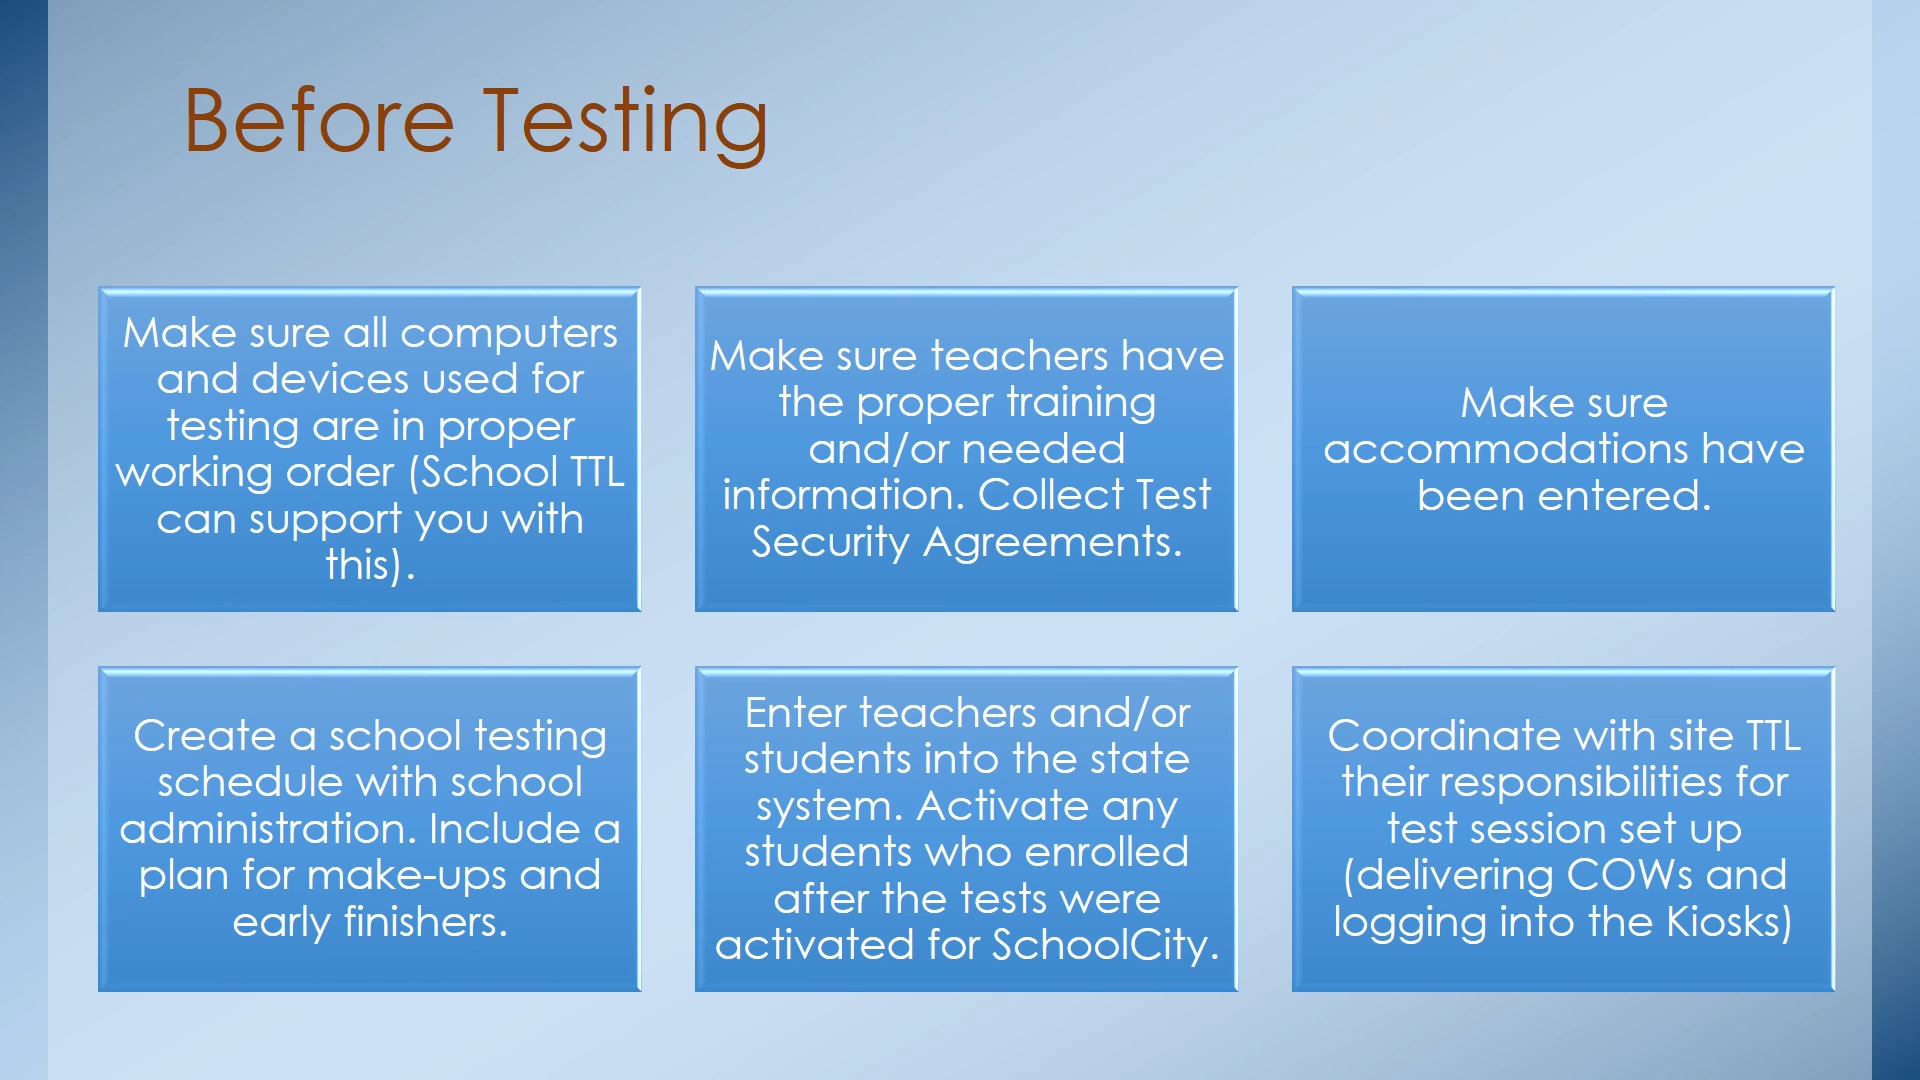 Before Testing
Make sure all computers
and devices used for
testing are in proper
working order (School TTL
can support you with
this).
Make sure teachers have
the proper training
and/or needed
information. Collect Test
Security Agreements.
Make sure
accommodations have
been entered.
Create a school testing
schedule with school
administration. Include a
plan for make-ups and
early finishers.
Enter teachers and/or
students into the state
system. Activate any
students who enrolled
after the tests were
activated for SchoolCity.
Coordinate with site TTL
their responsibilities for
test session set up
(delivering COWs and
logging into the Kiosks)